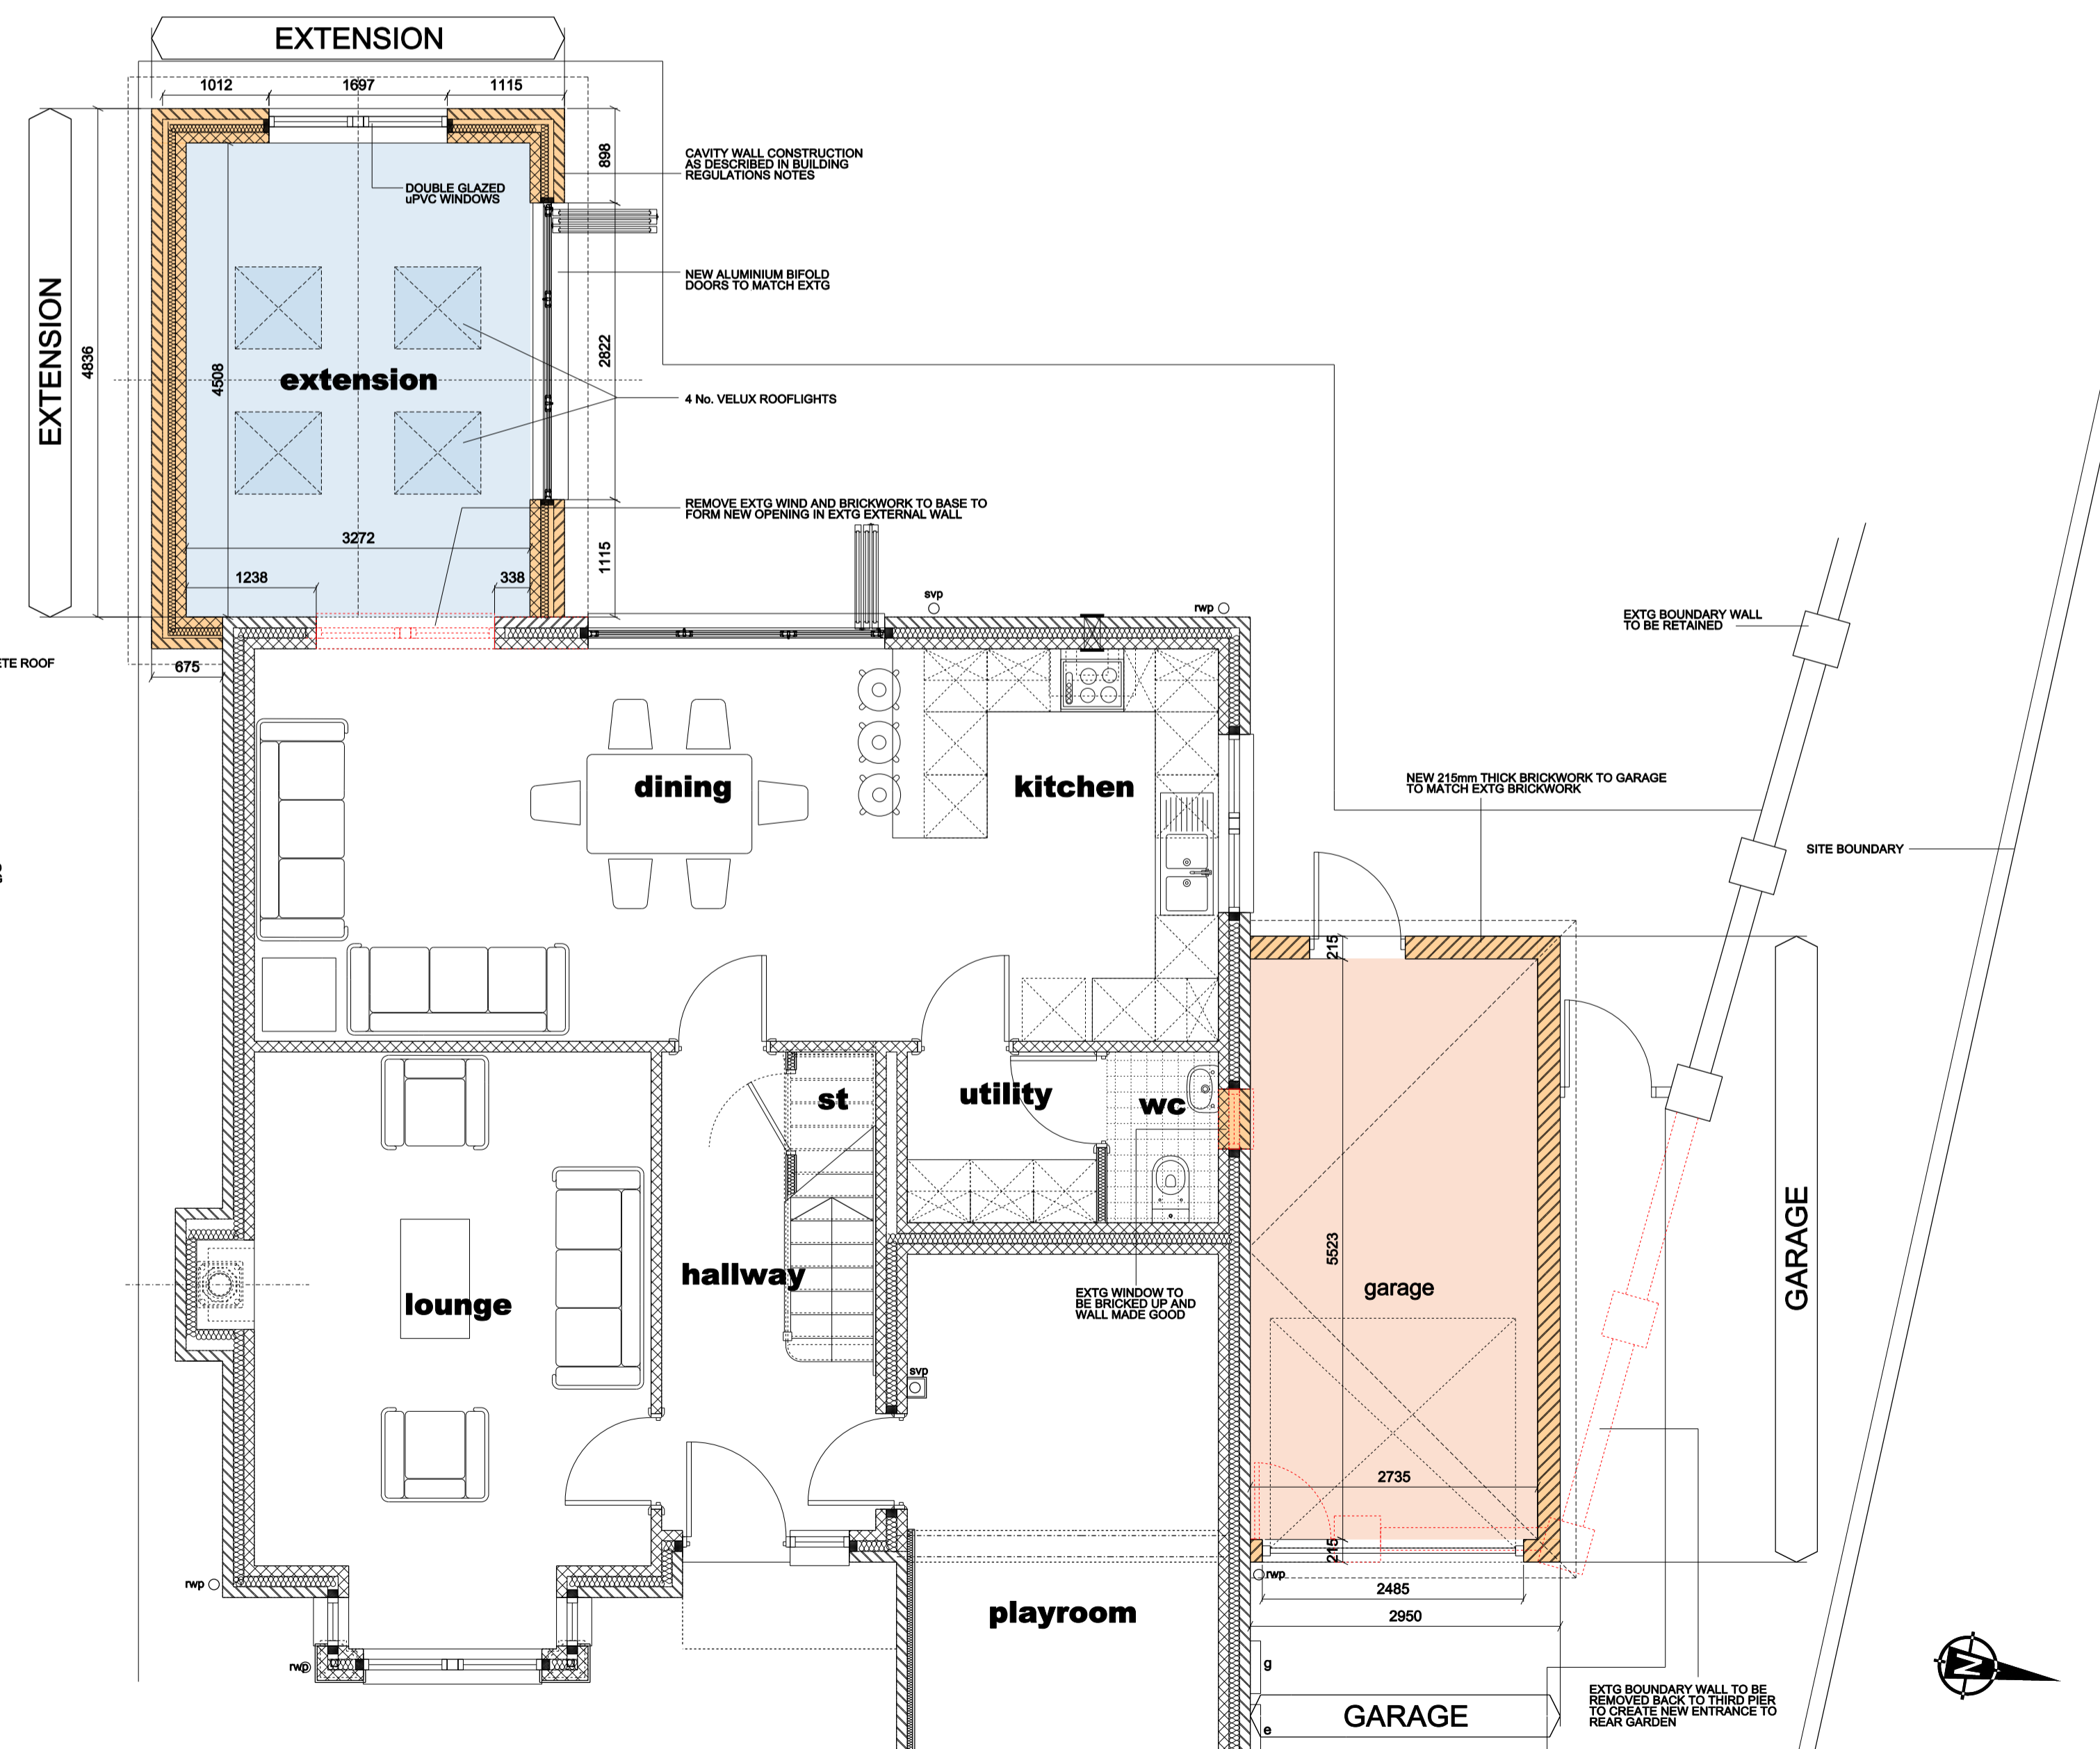 EXTENSION
1012
1697
1115
EXTENSION
4836
898
CAVITY WALL CONSTRUCTION
AS DESCRIBED IN BUILDING
REGULATIONS NOTES
DOUBLE GLAZED
uPVC WINDOWS
NEW ALUMINIUM BIFOLD
DOORS TO MATCH EXTG
2822
4508
extension
4 No. VELUX ROOFLIGHTS
REMOVE EXTG WIND AND BRICKWORK TO BASE TO
FORM NEW OPENING IN EXTG EXTERNAL WALL
3272
1115
1238
338
svp
rwp
EXTG BOUNDARY WALL
TO BE RETAINED
ETE ROOF
675
dining
kitchen
NEW 215mm THICK BRICKWORK TO GARAGE
TO MATCH EXTG BRICKWORK
SITE BOUNDARY
215
st
utility
wc
GARAGE
5523
hallway
lounge
garage
EXTG WINDOW TO
BE BRICKED UP AND
WALL MADE GOOD
svp
2735
215
rwp
rwp
2485
playroom
2950
rwp
g
N
EXTG BOUNDARY WALL TO BE
REMOVED BACK TO THIRD PIER
TO CREATE NEW ENTRANCE TO
REAR GARDEN
GARAGE
e